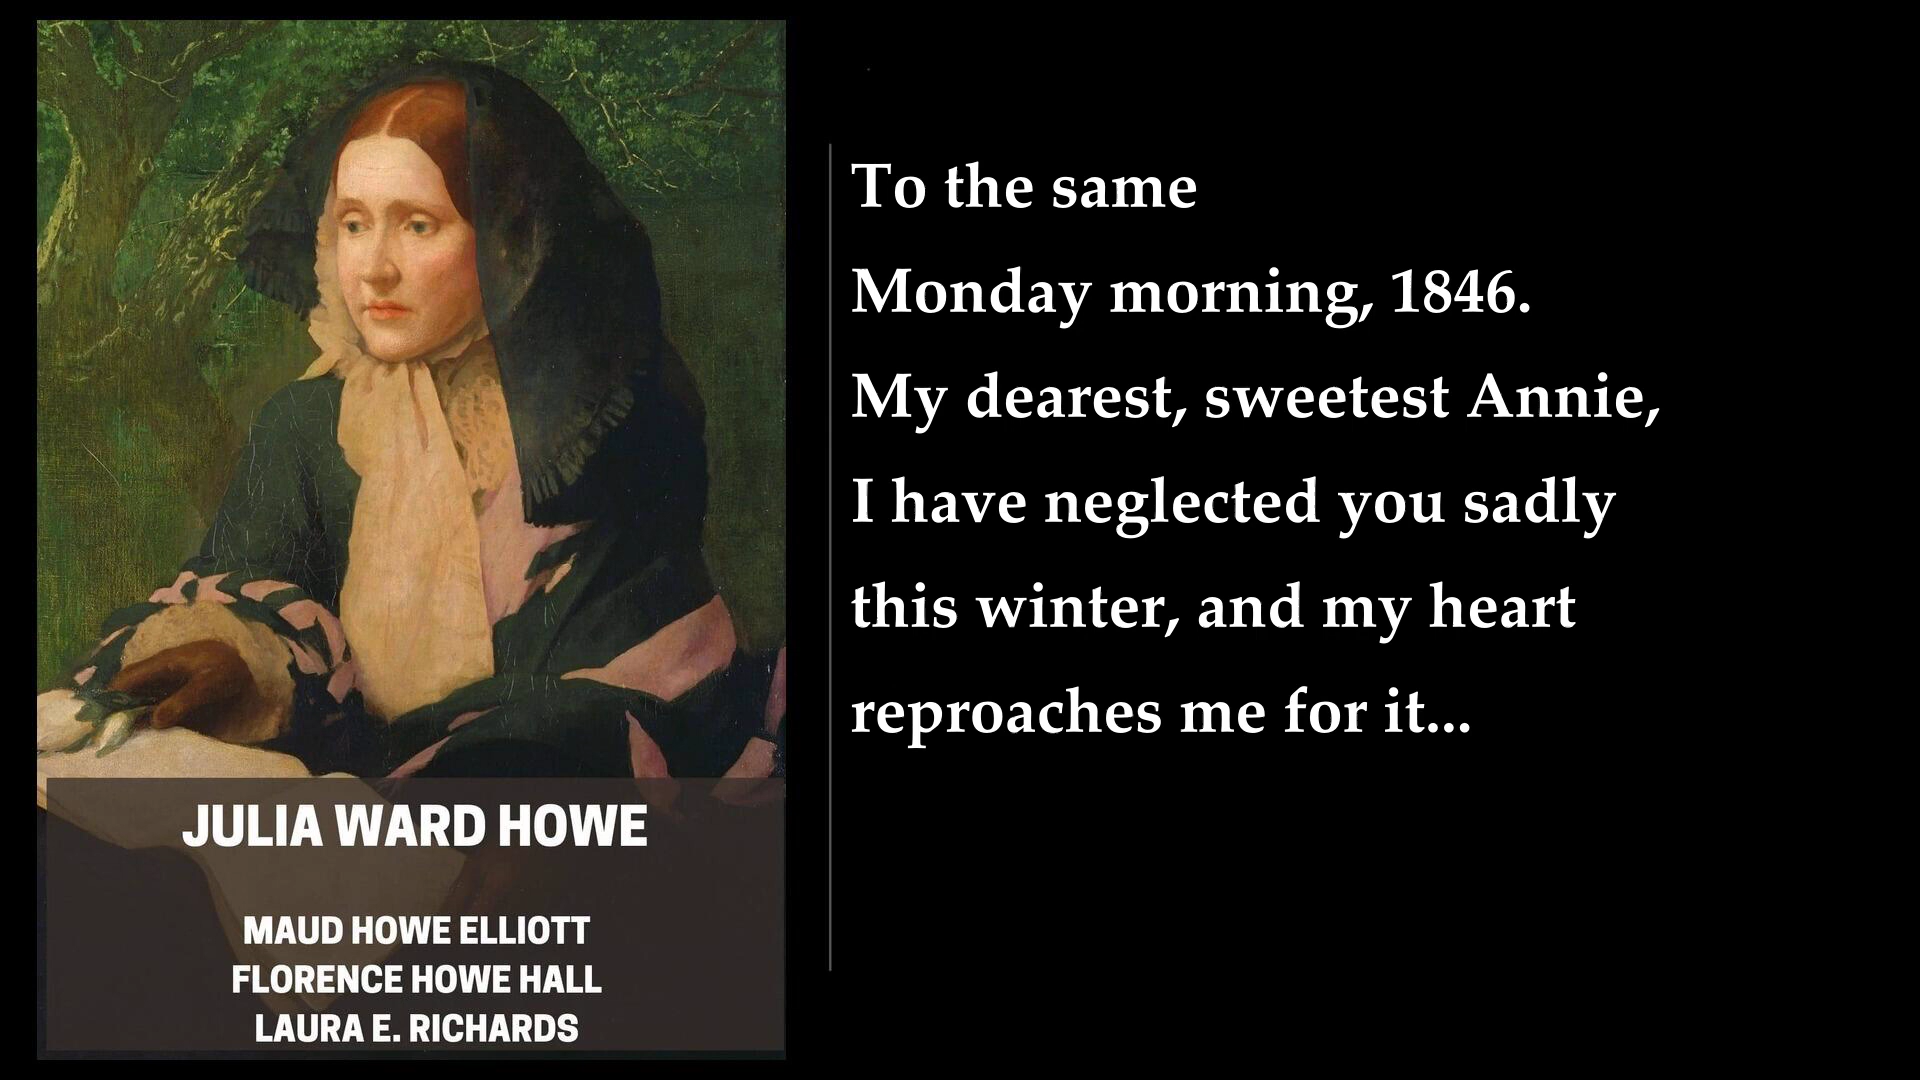 JULIA WARD HOWE
MAUD HOWE ELLIOTT
FLORENCE HOWE HALL
LAURA E. RICHARDS
To the same
Monday morning, 1846.
My dearest, sweetest Annie,
I have neglected you sadly
this winter, and my heart
reproaches me for it...